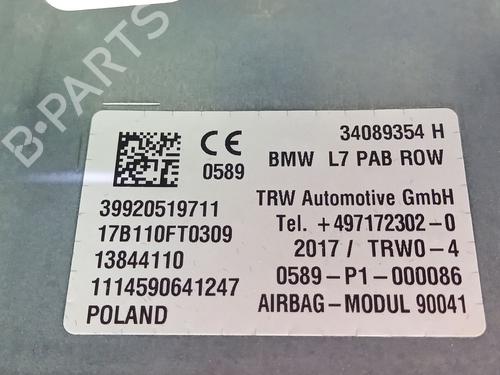 B-PARTS
CE
0589
34089354 H
BMW L7 PAB ROW
39920519711
17B110FT0309
13844110
1114590641247
POLAND
TRW Automotive GmbH
Tel. +497172302-0
2017/ TRW0-4
0589-P1-000086
AIRBAG-MODUL 90041